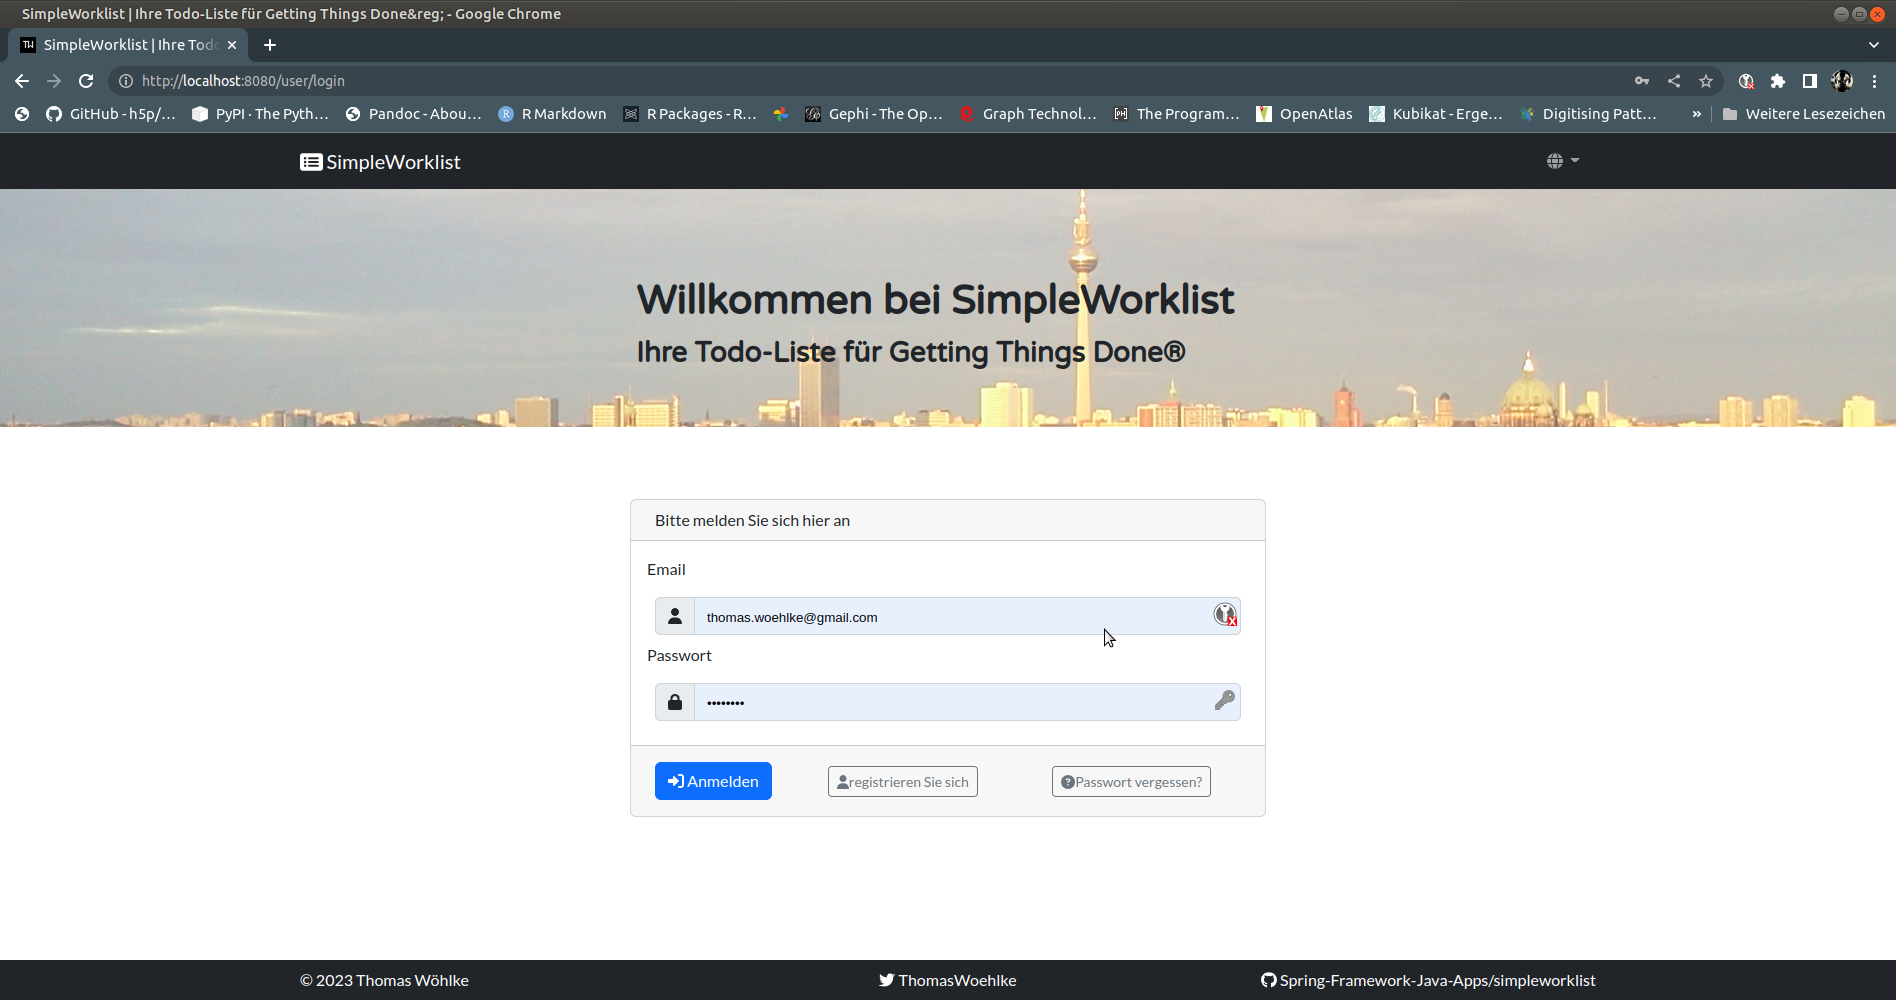 SimpleWorklist | Ihre Todo-Liste für Getting Things Done&reg; - Google Chrome
SimpleWorklist | Ihre Tod
http://localhost:8080/user/login
GitHub - h5p/… PyPI · The Pyth… Pandoc - Abou… R Markdown R Packages - R… Gephi - The Op… Graph Technol… The Program… OpenAtlas Kubikat - Erge… Digitising Patt… » Weitere Lesezeichen
SimpleWorklist
Willkommen bei SimpleWorklist
Ihre Todo-Liste für Getting Things Done®
Bitte melden Sie sich hier an
Email
thomas.woehlke@gmail.com
Passwort
••••••••
Anmelden registrieren Sie sich Passwort vergessen?
© 2023 Thomas Wöhlke ThomasWoehlke Spring-Framework-Java-Apps/simpleworklist